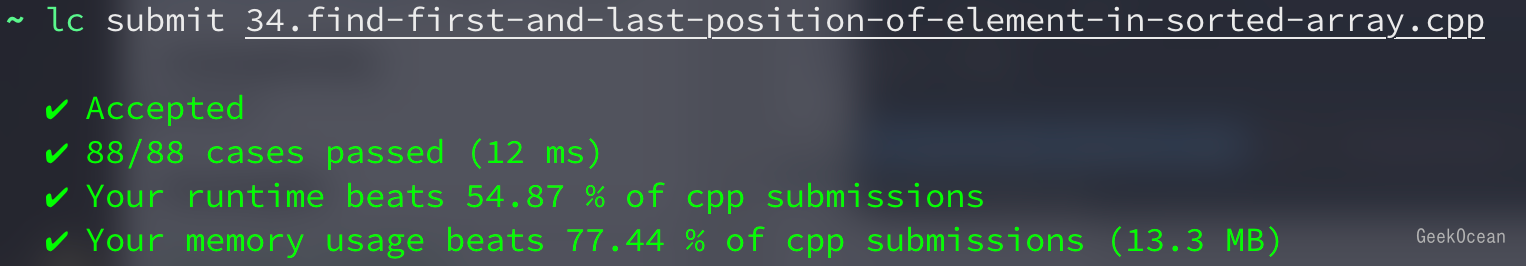 ~ lc submit 34.find-first-and-last-position-of-element-in-sorted-array.cpp
✔ Accepted
✔ 88/88 cases passed (12 ms)
✔ Your runtime beats 54.87 % of cpp submissions
✔ Your memory usage beats 77.44 % of cpp submissions (13.3 MB)
GeekOcean